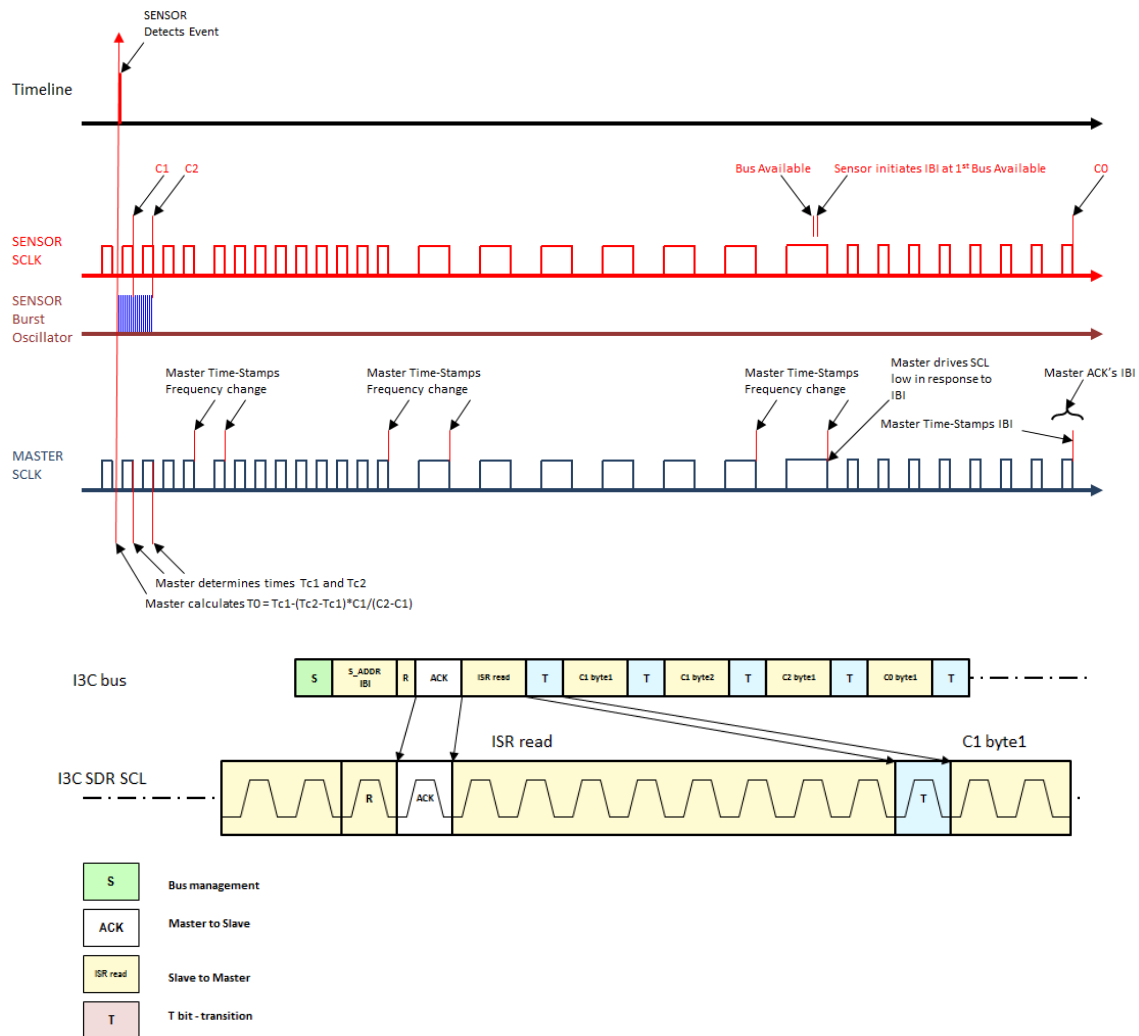 SENSOR
Detects Event
Timeline
C1
C2
Bus Available
Sensor initiates IBI at 1st Bus Available
C0
SENSOR
SCLK
SENSOR
Burst
Oscillator
Master Time-Stamps
Frequency change
Master Time-Stamps
Frequency change
Master Time-Stamps
Frequency change
Master drives SCL
low in response to
IBI
Master ACK's IBI
Master Time-Stamps IBI
MASTER
SCLK
Master determines times Tc1 and Tc2
Master calculates T0 = Tc1-(Tc2-Tc1)*C1/(C2-C1)
I3C bus
S
S_ADDR
IBI
R
ACK
ISR read
T
C1 byte1
T
C1 byte2
T
C2 byte1
T
C0 byte1
T
ISR read
C1 byte1
I3C SDR SCL
R
ACK
T
S
Bus management
ACK
Master to Slave
ISR read
Slave to Master
T
T bit - transition